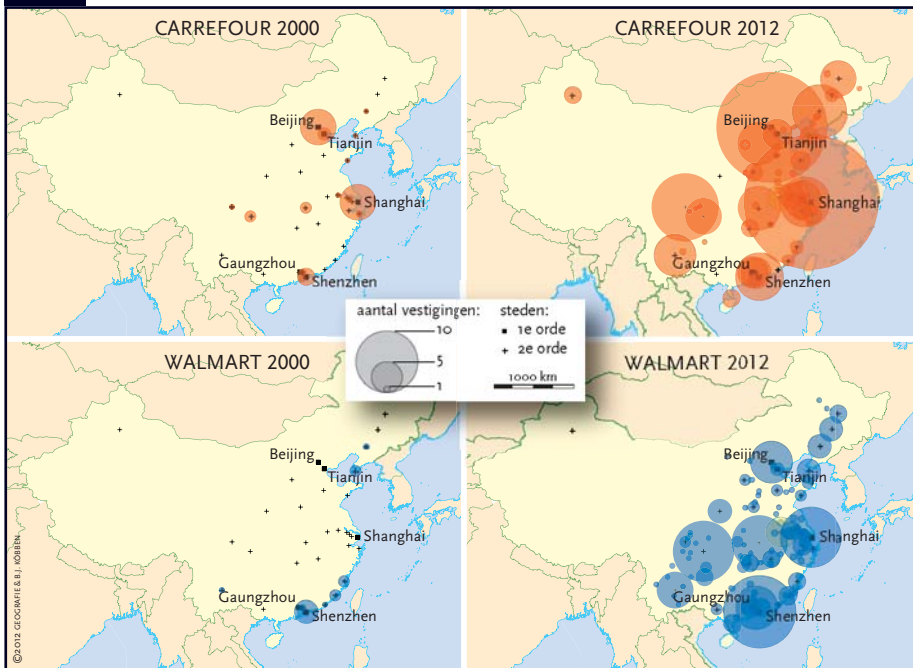 CARREFOUR 2000
Beijing
Tianjin
Shanghai
Gaungzhou
Shenzhen
CARREFOUR 2012
Beijing
Tianjin
Shanghai
Gaungzhou
Shenzhen
aantal vestigingen:
10
5
1
steden:
1e orde
2e orde
1000 km
WALMART 2000
Beijing
Tianjin
Shanghai
Gaungzhou
Shenzhen
©2012 GEOGRAFIE & B.J. KÖBBEN
WALMART 2012
Beijing
Tianjin
Shanghai
Gaungzhou
Shenzhen